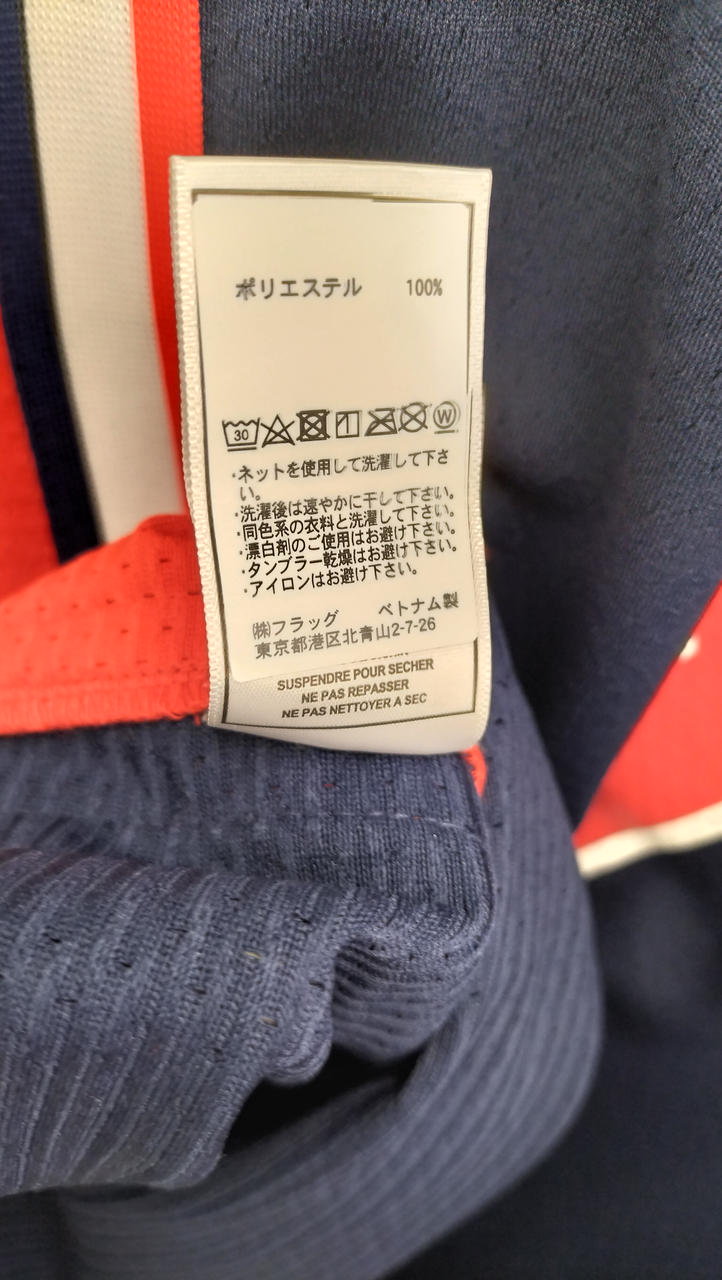 ポリエステル 100%
30 W
・ネットを使用して洗濯して下さ
い。
・洗濯後は速やかに干して下さい。
・同色系の衣料と洗濯して下さい。
・漂白剤のご使用はお避け下さい。
・タンブラー乾燥はお避け下さい。
・アイロンはお避け下さい。
㈱フラッグ ベトナム製
東京都港区北青山2-7-26
SUSPENDRE POUR SECHER
NE PAS REPASSER
NE PAS NETTOYER A SEC